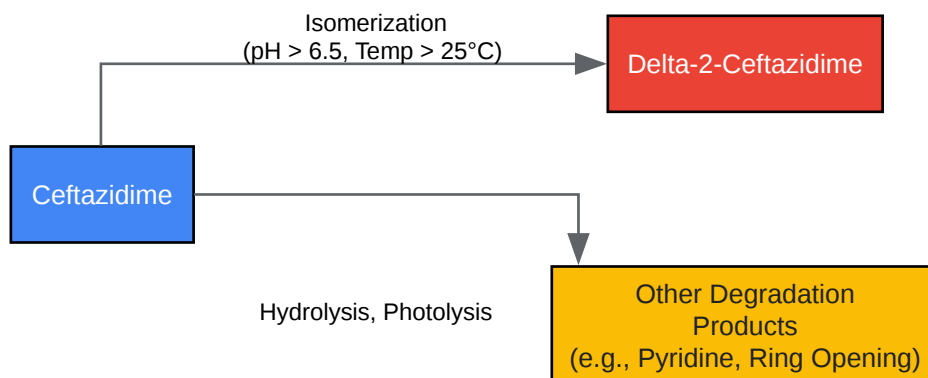 Isomerization
(pH > 6.5, Temp > 25°C)
Delta-2-Ceftazidime
Ceftazidime
Hydrolysis, Photolysis
Other Degradation
Products
(e.g., Pyridine, Ring Opening)